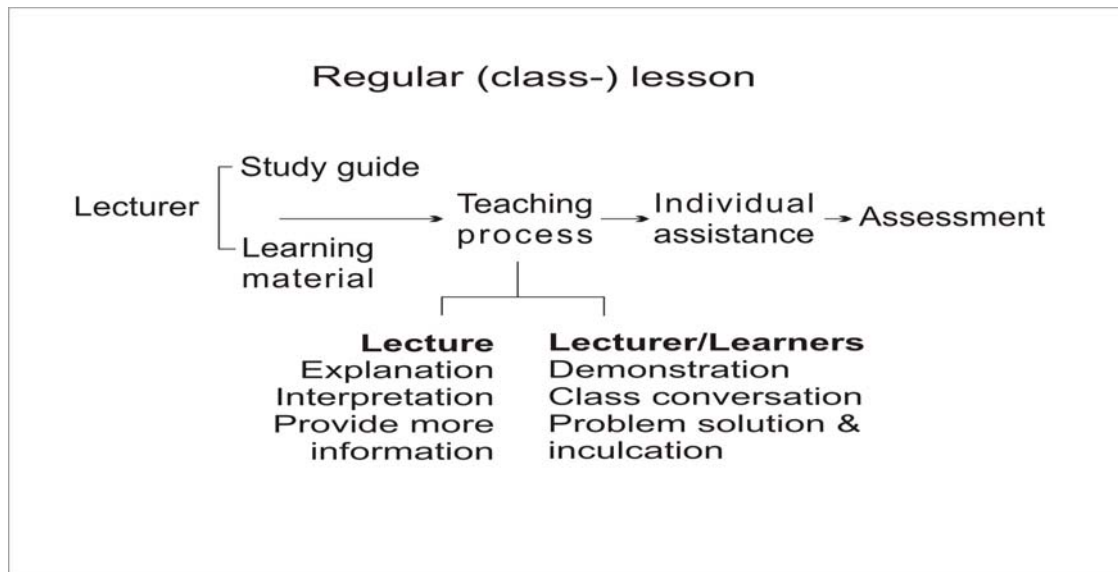 Regular (class-) lesson
Lecturer
Study guide
Learning
material
Teaching
process
Individual
assistance
Assessment
Lecture
Explanation
Interpretation
Provide more
information
Lecturer/Learners
Demonstration
Class conversation
Problem solution &
inculcation